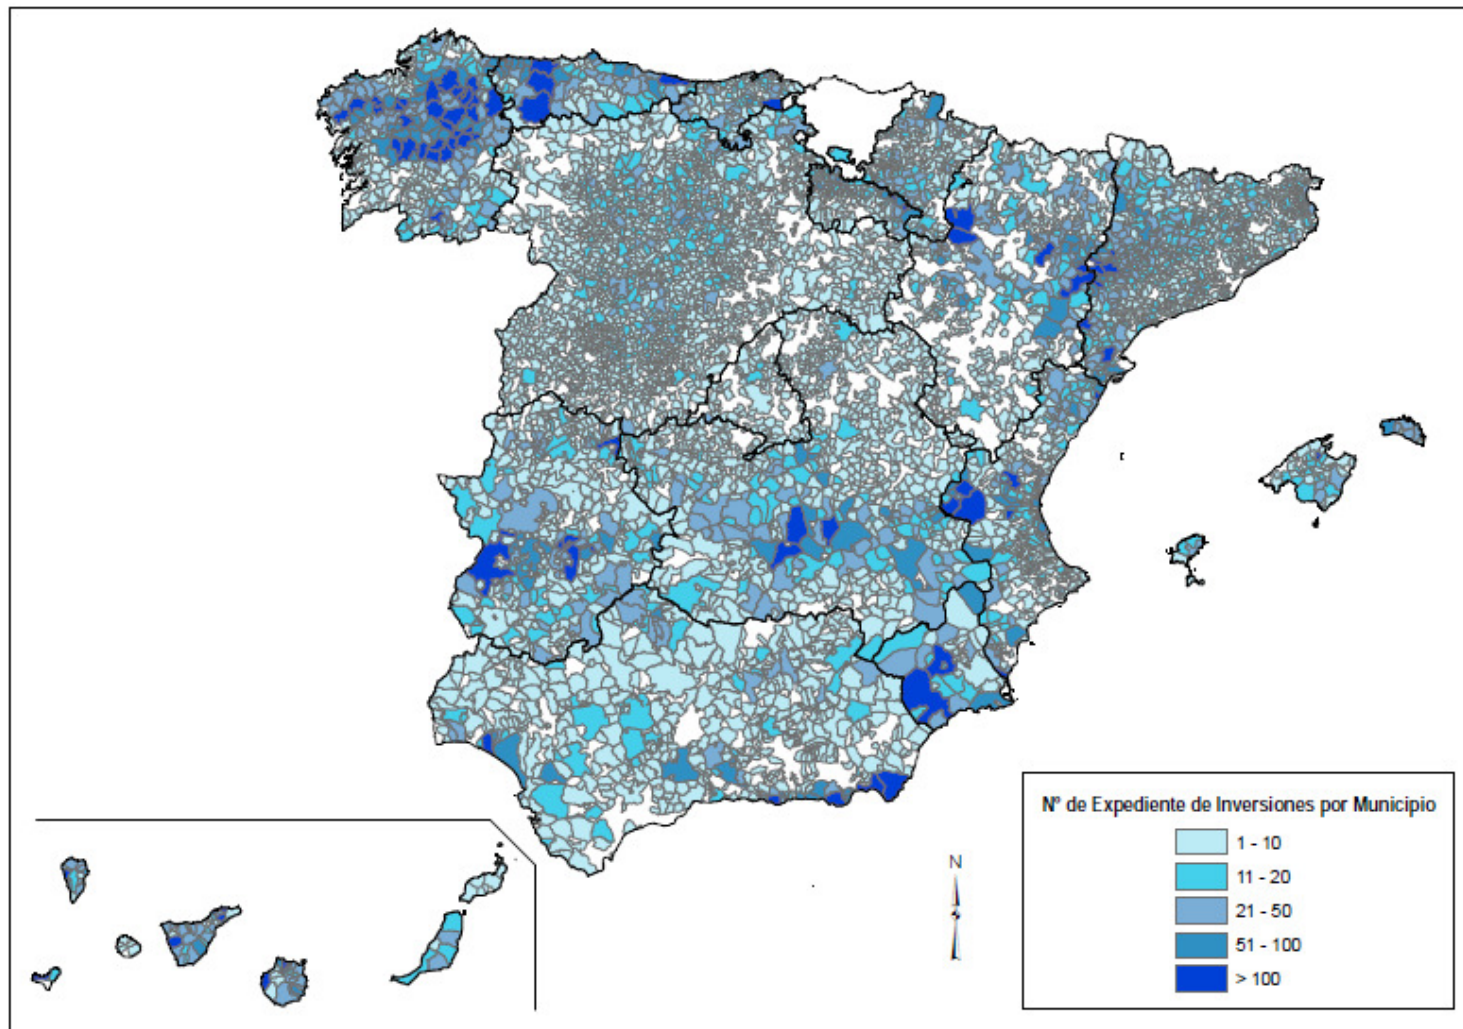 Nº de Expediente de Inversiones por Municipio
1 - 10
11 - 20
21 - 50
51 - 100
> 100
N